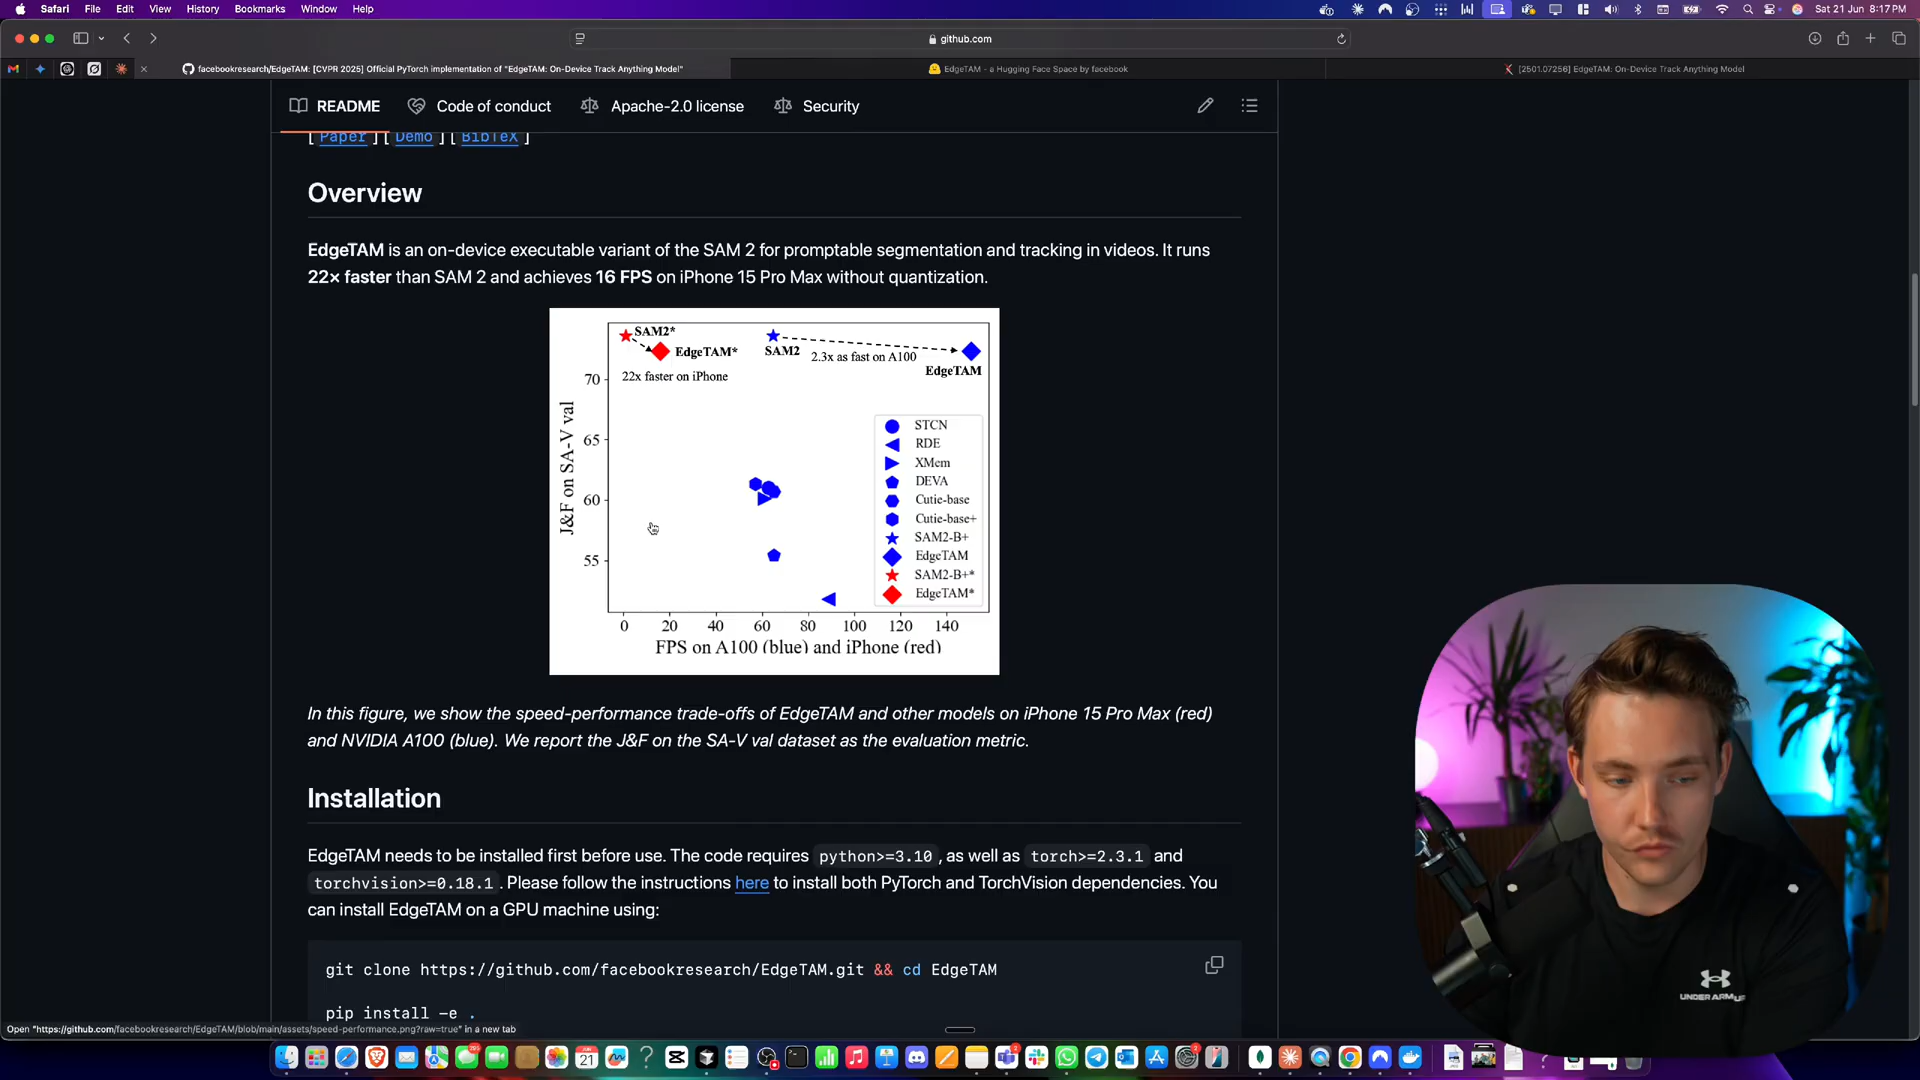 Safari File Edit View History Bookmarks Window Help
Sat 21 Jun 8:17 PM
github.com
facebookresearch/EdgeTAM: [CVPR 2025] Official PyTorch implementation of "EdgeTAM: On-Device Track Anything Model"
EdgeTAM - a Hugging Face Space by facebook
[2501.07256] EdgeTAM: On-Device Track Anything Model
README Code of conduct Apache-2.0 license Security
[ Paper ][ Demo ][ BibTeX ]
Overview
EdgeTAM is an on-device executable variant of the SAM 2 for promptable segmentation and tracking in videos. It runs
22× faster than SAM 2 and achieves 16 FPS on iPhone 15 Pro Max without quantization.
SAM2*
EdgeTAM*
22x faster on iPhone
SAM2
2.3x as fast on A100
EdgeTAM
70
65
60
55
J&F on SA-V val
STCN
RDE
XMem
DEVA
Cutie-base
Cutie-base+
SAM2-B+
EdgeTAM
SAM2-B+*
EdgeTAM*
0 20 40 60 80 100 120 140
FPS on A100 (blue) and iPhone (red)
In this figure, we show the speed-performance trade-offs of EdgeTAM and other models on iPhone 15 Pro Max (red)
and NVIDIA A100 (blue). We report the J&F on the SA-V val dataset as the evaluation metric.
Installation
EdgeTAM needs to be installed first before use. The code requires python>=3.10 , as well as torch>=2.3.1 and
torchvision>=0.18.1 . Please follow the instructions here to install both PyTorch and TorchVision dependencies. You
can install EdgeTAM on a GPU machine using:
git clone https://github.com/facebookresearch/EdgeTAM.git && cd EdgeTAM
pip install -e .
Open "https://github.com/facebookresearch/EdgeTAM/blob/main/assets/speed-performance.png?raw=true" in a new tab
UNDER ARMOUR
JUN
21